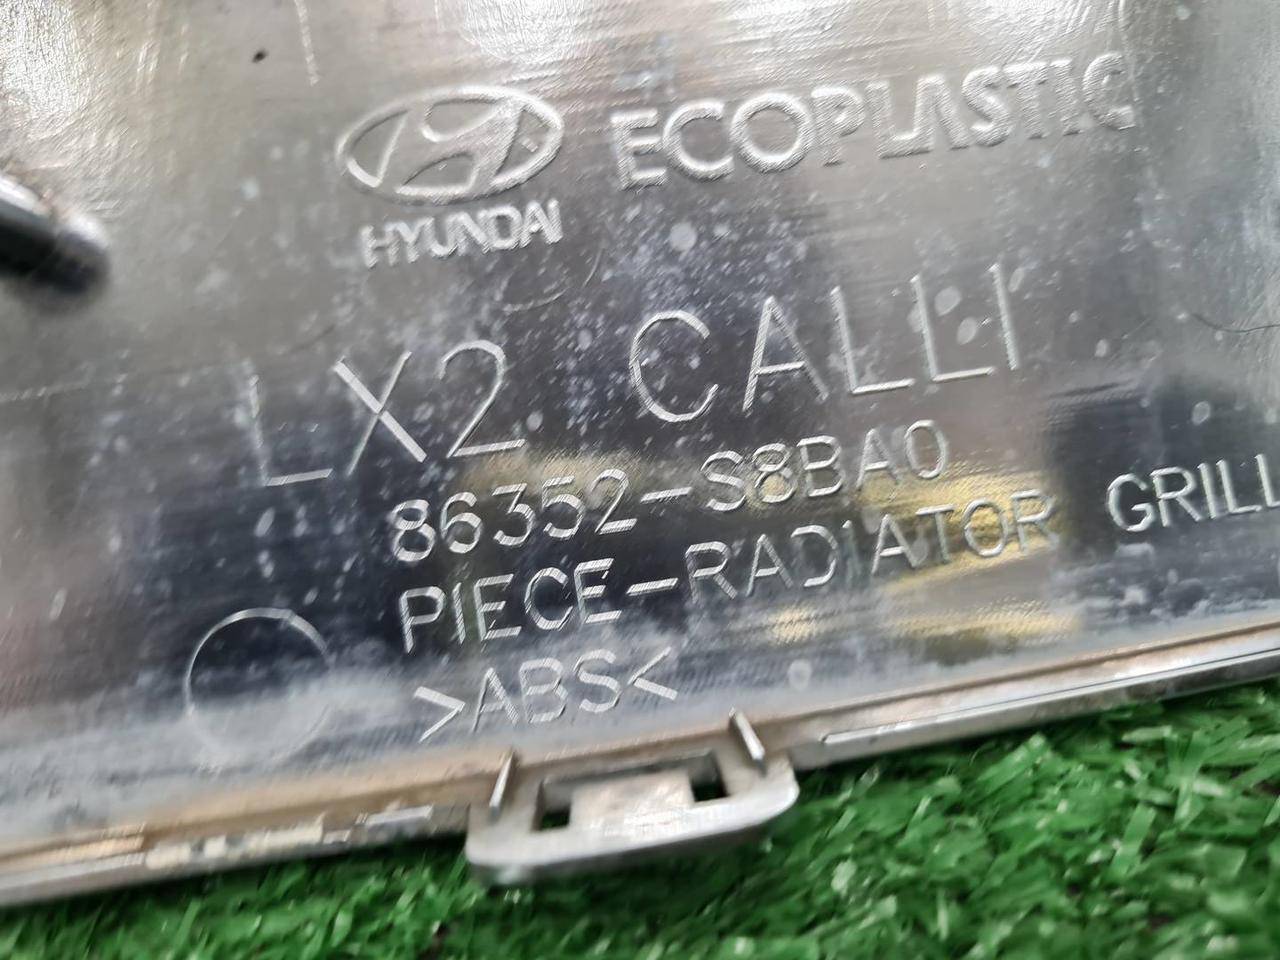 ECOPLASTIC
HYUNDAI
LX2 CALLI
86352-S8BA0
PIECE-RADIATOR GRILL
>ABS<